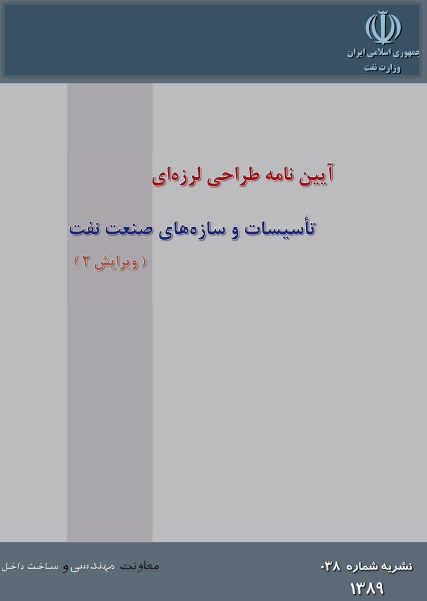 جمهوری اسلامی ایران
وزارت نفت
آیین نامه طراحی لرزه‌ای
تأسیسات و سازه‌های صنعت نفت
( ویرایش ۲ )
معاونت مهندسی و ساخت داخل
نشریه شماره ۰۳۸
۱۳۸۹